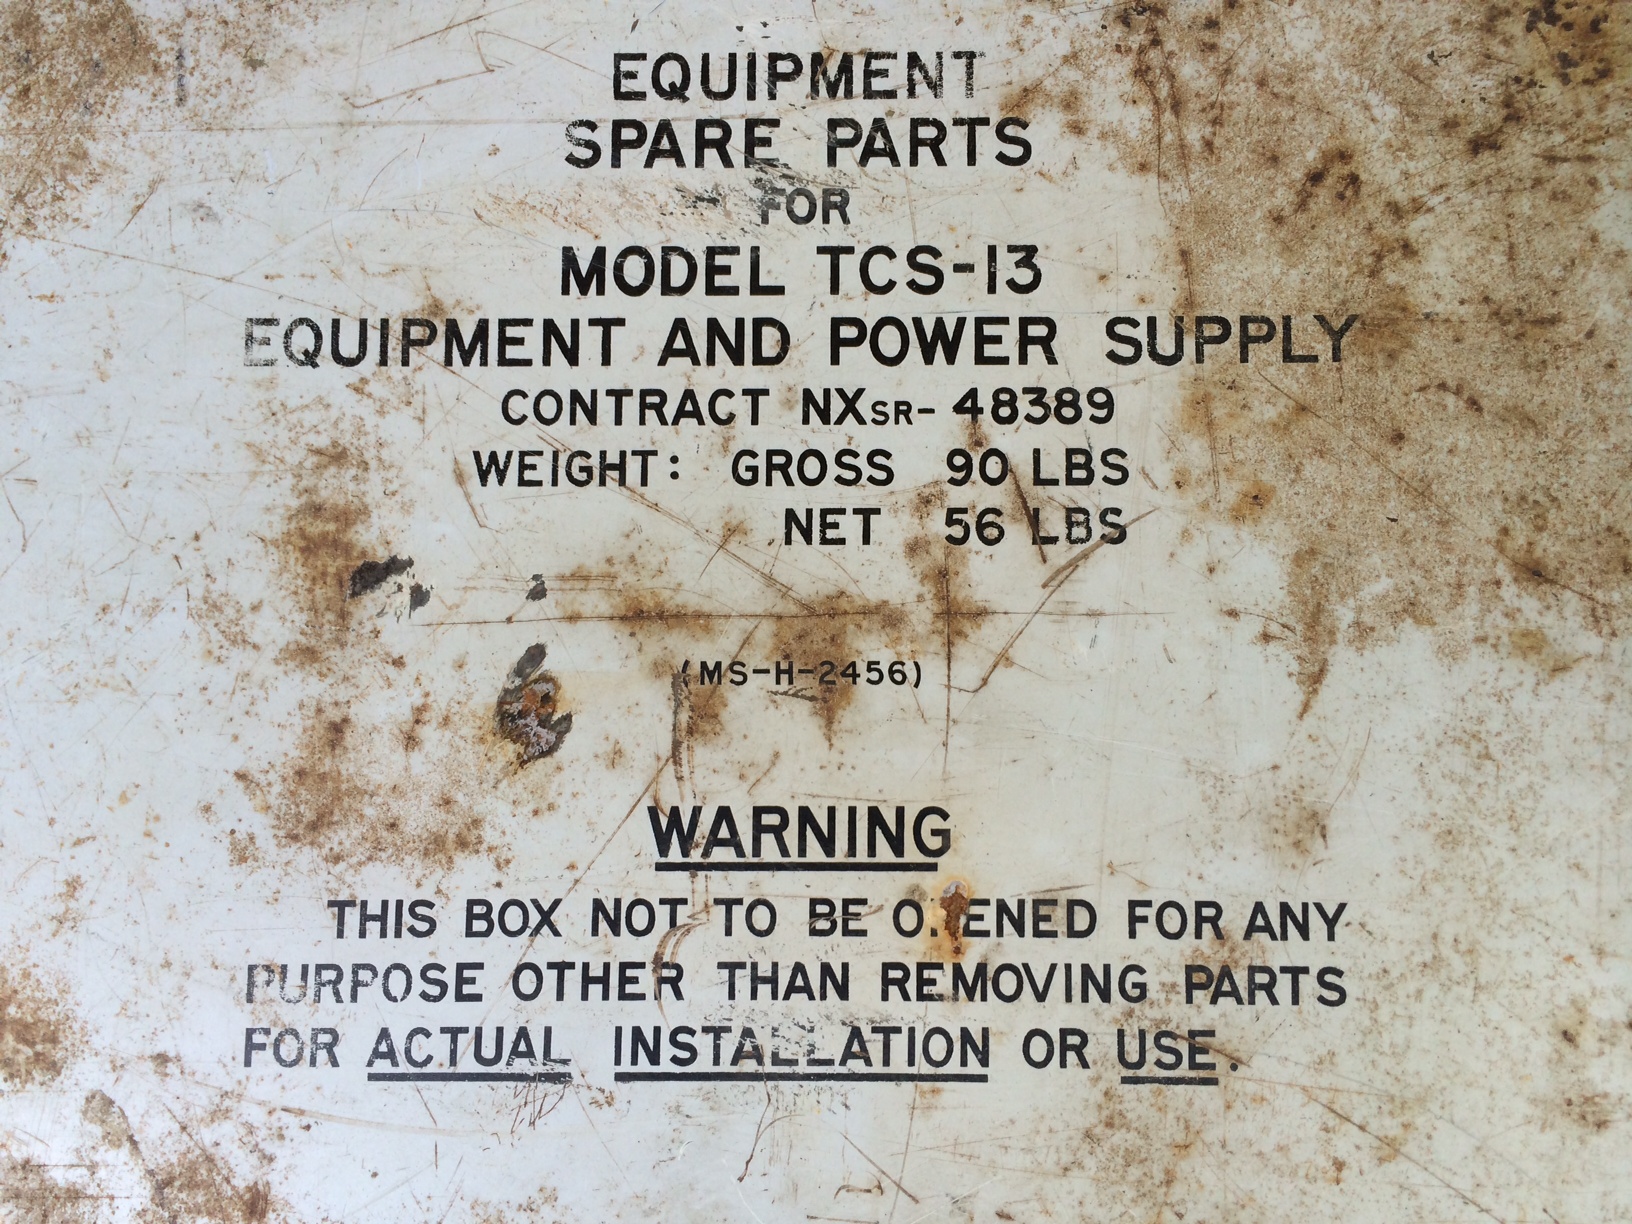 EQUIPMENT
SPARE PARTS
FOR
MODEL TCS-13
EQUIPMENT AND POWER SUPPLY
CONTRACT NXSR- 48389
WEIGHT: GROSS 90 LBS
NET 56 LBS
(MS-H-2456)
WARNING
THIS BOX NOT TO BE OPENED FOR ANY
PURPOSE OTHER THAN REMOVING PARTS
FOR ACTUAL INSTALLATION OR USE.